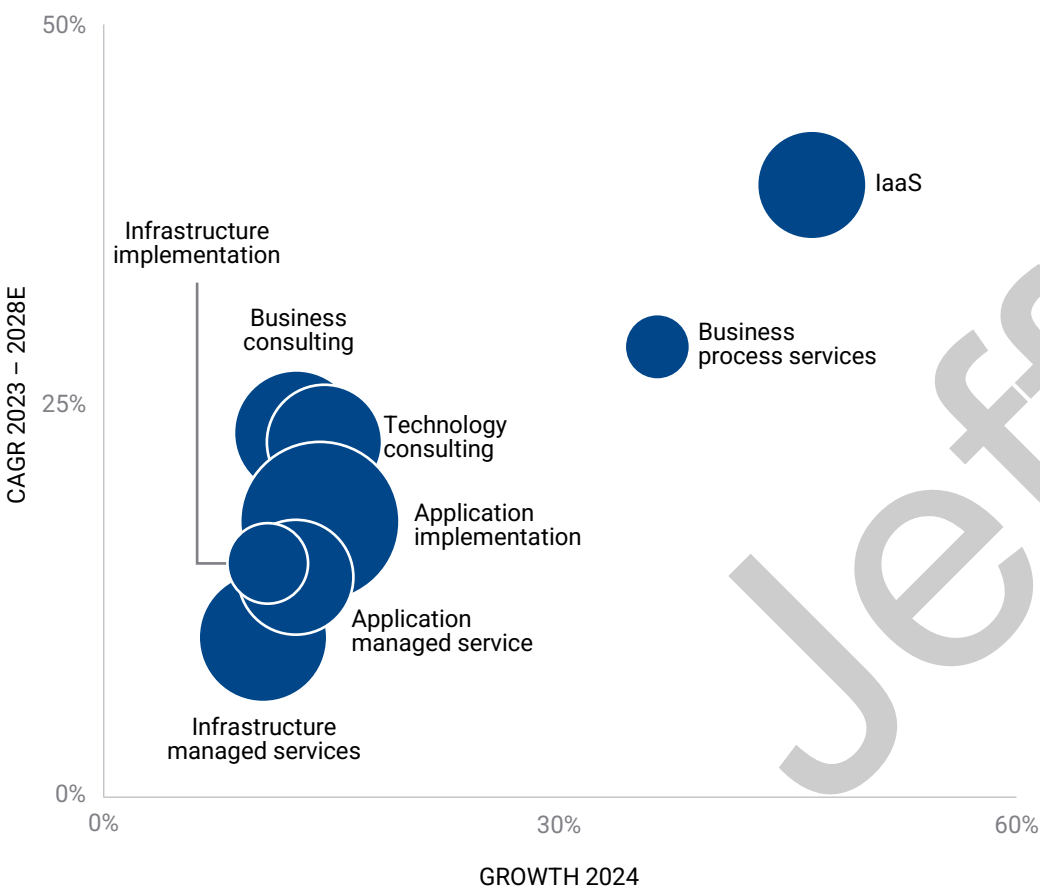 50%
IaaS
Infrastructure
implementation
Business
consulting
Business
process services
CAGR 2023 – 2028E
25%
Technology
consulting
Application
implementation
Application
managed service
Infrastructure
managed services
0%
0%
30%
60%
GROWTH 2024
Jeff